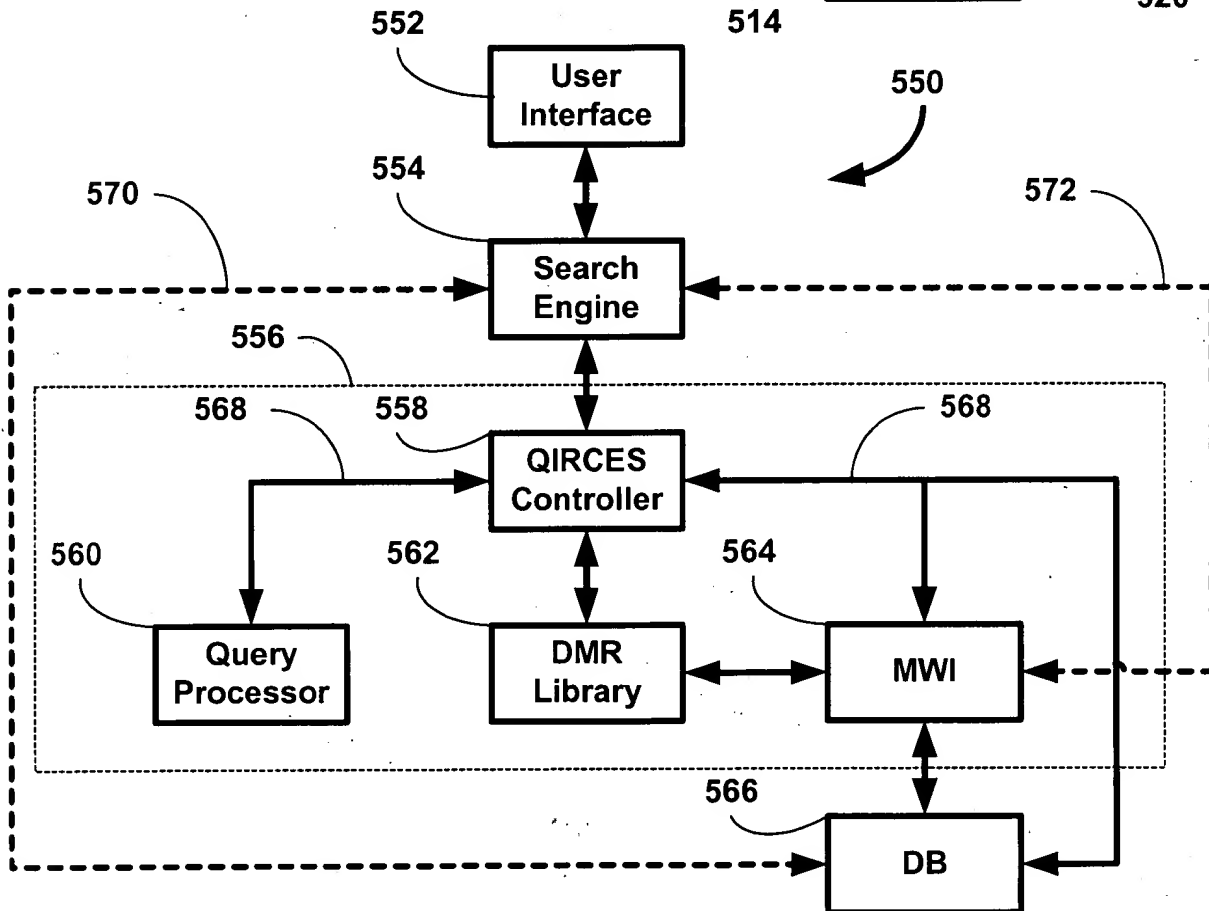 520
514
552
User
Interface
550
554
570
572
Search
Engine
556
568
558
568
QIRCES
Controller
560
562
564
Query
Processor
DMR
Library
MWI
566
DB